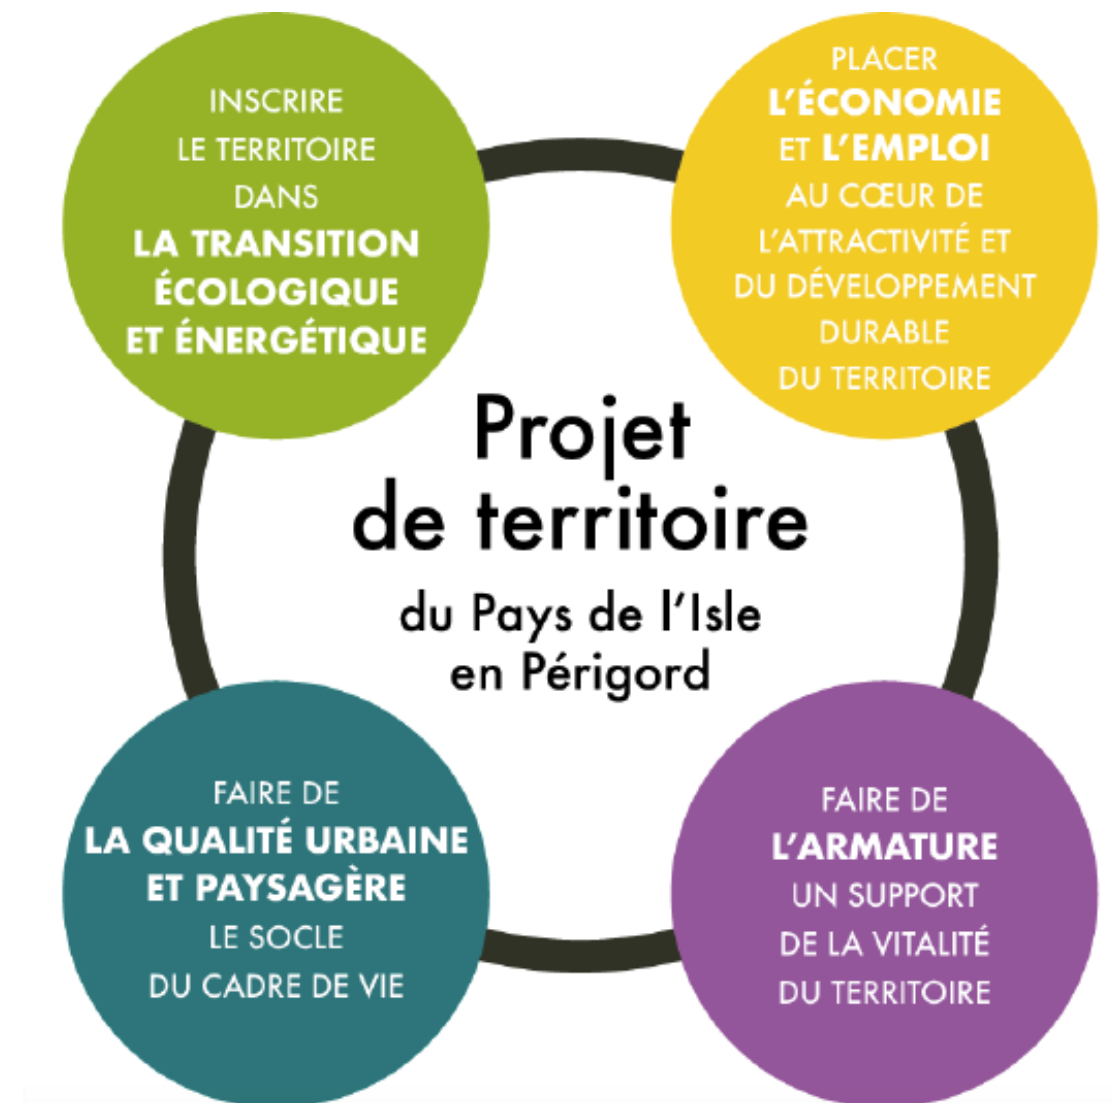 INSCRIRE
LE TERRITOIRE
DANS
LA TRANSITION
ÉCOLOGIQUE
ET ÉNERGÉTIQUE
PLACER
L'ÉCONOMIE
ET L'EMPLOI
AU CŒUR DE
L'ATTRACTIVITÉ ET
DU DÉVELOPPEMENT
DURABLE
DU TERRITOIRE
Projet
de territoire
du Pays de l'Isle
en Périgord
FAIRE DE
LA QUALITÉ URBAINE
ET PAYSAGÈRE
LE SOCLE
DU CADRE DE VIE
FAIRE DE
L'ARMATURE
UN SUPPORT
DE LA VITALITÉ
DU TERRITOIRE